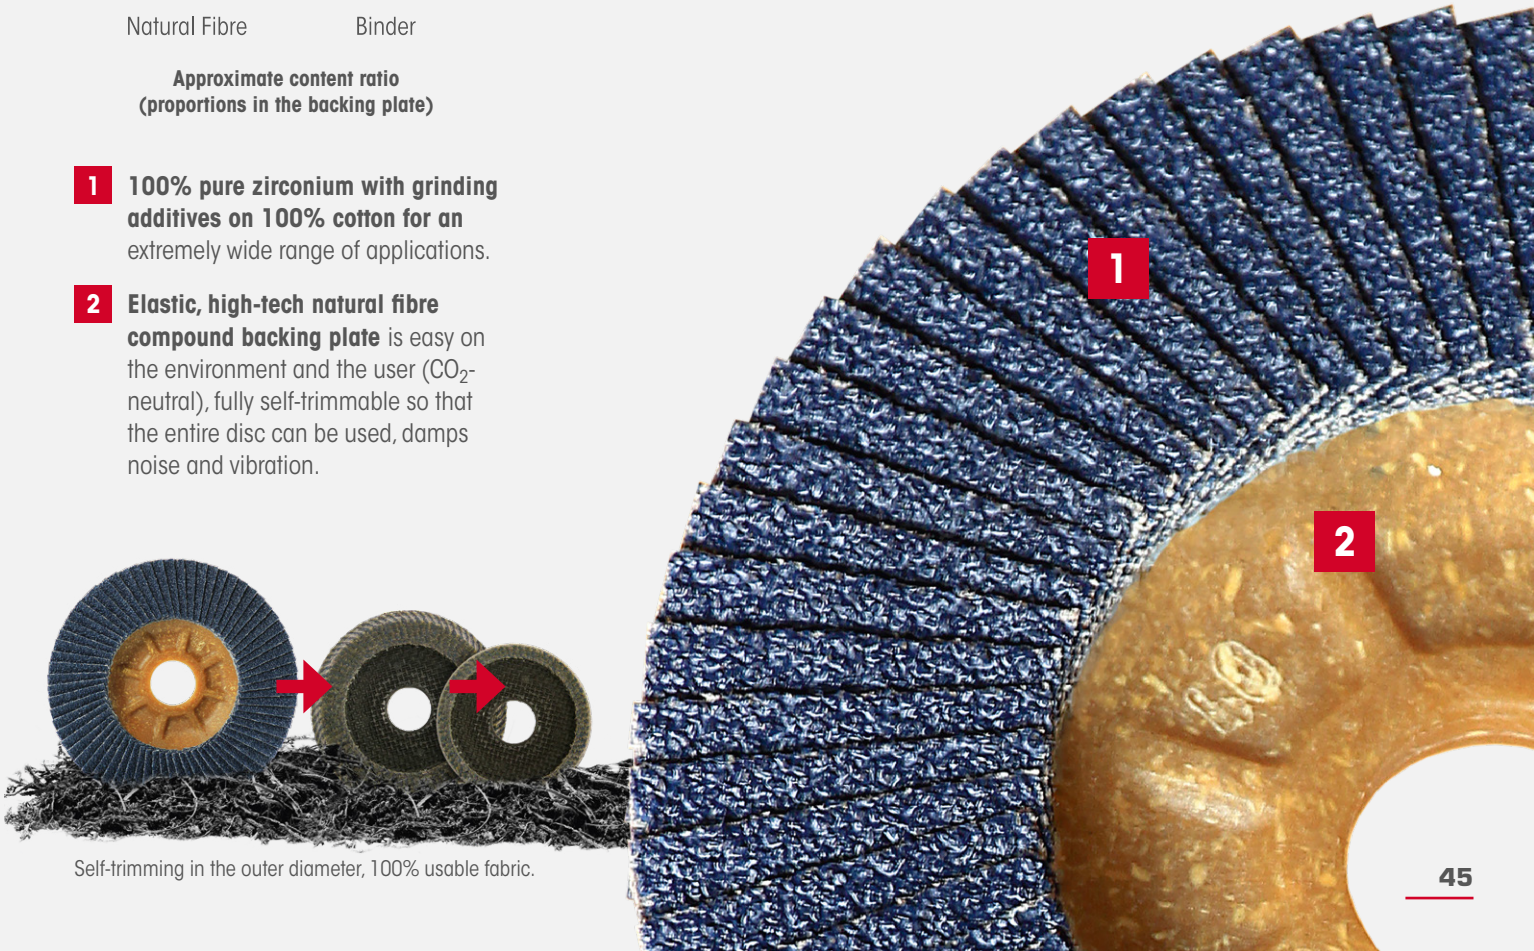 Natural Fibre
Binder
Approximate content ratio
(proportions in the backing plate)
1
100% pure zirconium with grinding
additives on 100% cotton for an
extremely wide range of applications.
2
Elastic, high-tech natural fibre
compound backing plate is easy on
the environment and the user (CO₂-
neutral), fully self-trimmable so that
the entire disc can be used, damps
noise and vibration.
1
2
Self-trimming in the outer diameter, 100% usable fabric.
45